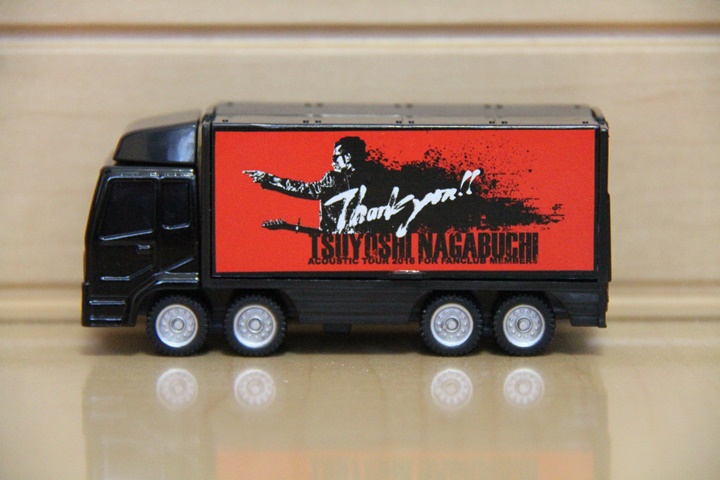 Thank you!!
TSUYOSHI NAGABUCHI
ACOUSTIC TOUR 2016 FOR FANCLUB MEMBERS